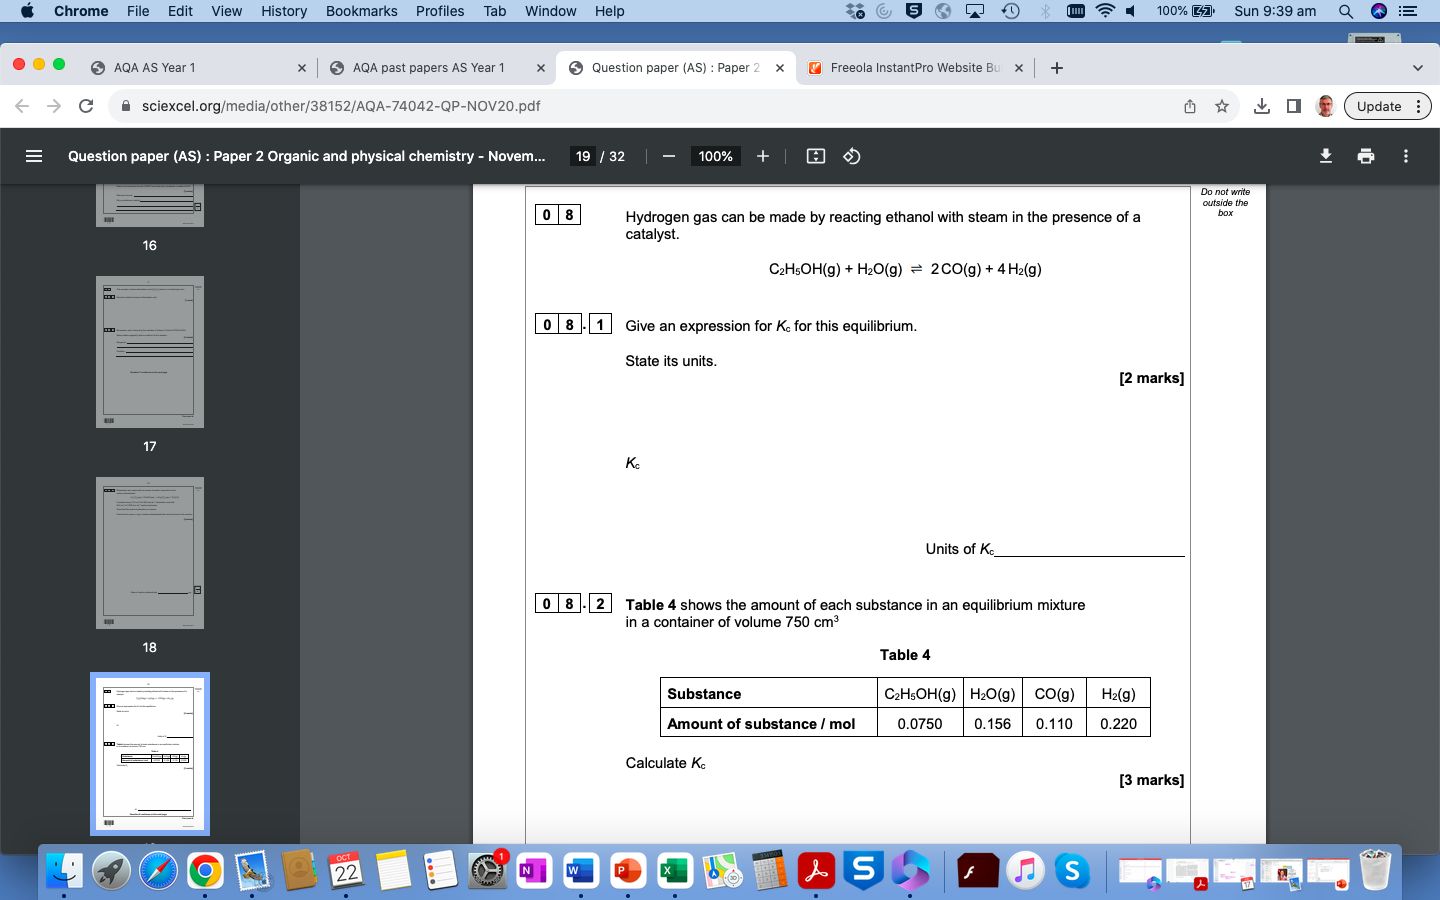 Chrome File Edit View History Bookmarks Profiles Tab Window Help 100% Sun 9:39 am
AQA AS Year 1
AQA past papers AS Year 1
Question paper (AS) : Paper 2
Freeola InstantPro Website Bu
sciexcel.org/media/other/38152/AQA-74042-QP-NOV20.pdf
Update
Question paper (AS) : Paper 2 Organic and physical chemistry - Novem...
19 / 32
100%
16
17
18
Do not write
outside the
box
0 8 Hydrogen gas can be made by reacting ethanol with steam in the presence of a
catalyst.
C₂H₅OH(g) + H₂O(g) ⇌ 2 CO(g) + 4 H₂(g)
0 8 . 1 Give an expression for Kc for this equilibrium.
State its units.
[2 marks]
Kc
Units of Kc
0 8 . 2 Table 4 shows the amount of each substance in an equilibrium mixture
in a container of volume 750 cm³
Table 4
Substance C₂H₅OH(g) H₂O(g) CO(g) H₂(g)
Amount of substance / mol 0.0750 0.156 0.110 0.220
Calculate Kc
[3 marks]
OCT
22
1
N
W
P
X
S
S